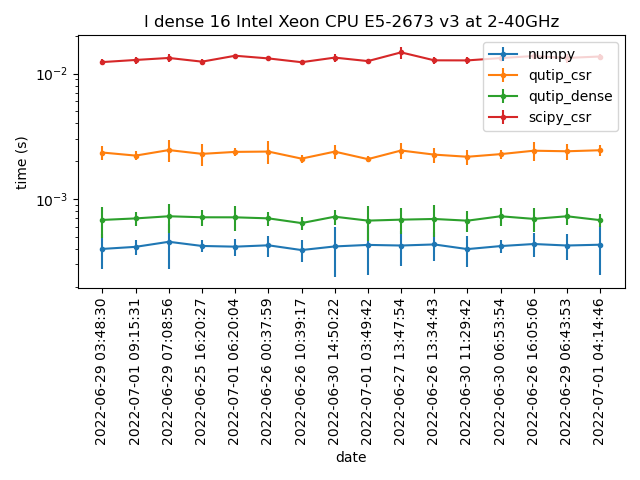 l dense 16 Intel Xeon CPU E5-2673 v3 at 2-40GHz
numpy
qutip_csr
qutip_dense
scipy_csr
time (s)
10^-2
10^-3
2022-06-29 03:48:30
2022-07-01 09:15:31
2022-06-29 07:08:56
2022-06-25 16:20:27
2022-07-01 06:20:04
2022-06-26 00:37:59
2022-06-26 10:39:17
2022-06-30 14:50:22
2022-07-01 03:49:42
2022-06-27 13:47:54
2022-06-26 13:34:43
2022-06-30 11:29:42
2022-06-30 06:53:54
2022-06-26 16:05:06
2022-06-29 06:43:53
2022-07-01 04:14:46
date